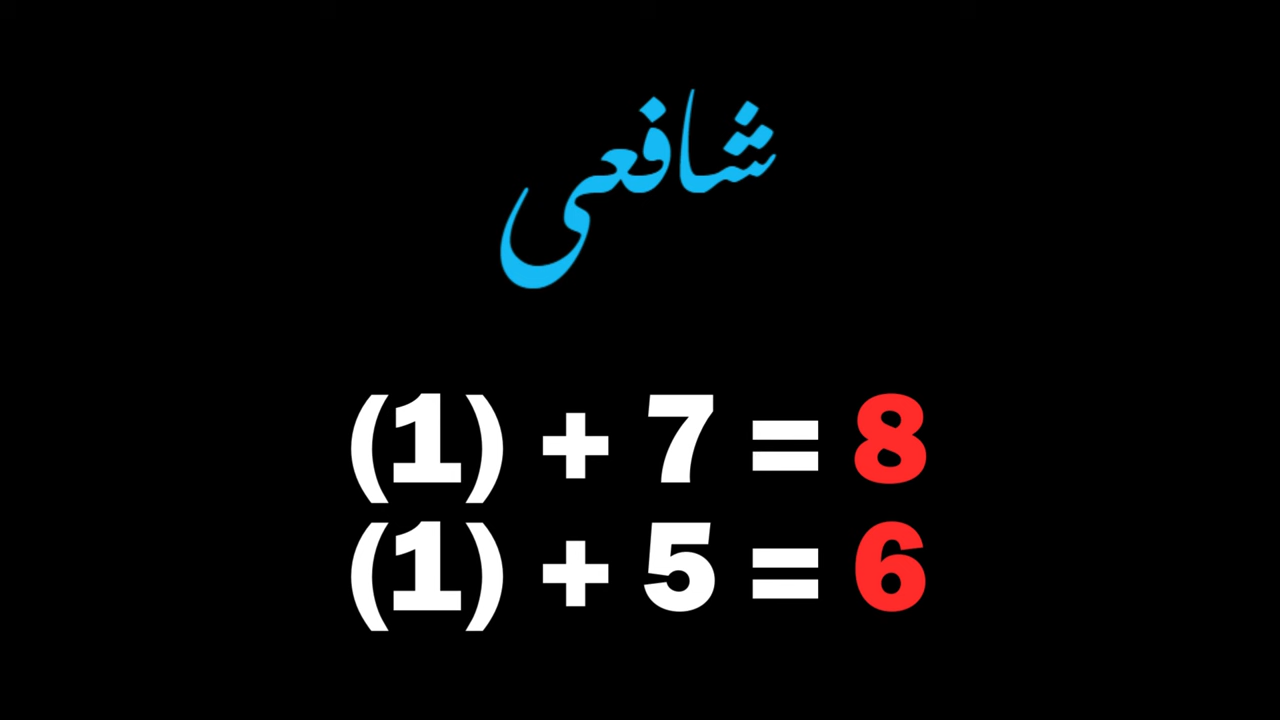 شافعی
(1) + 7 = 8
(1) + 5 = 6